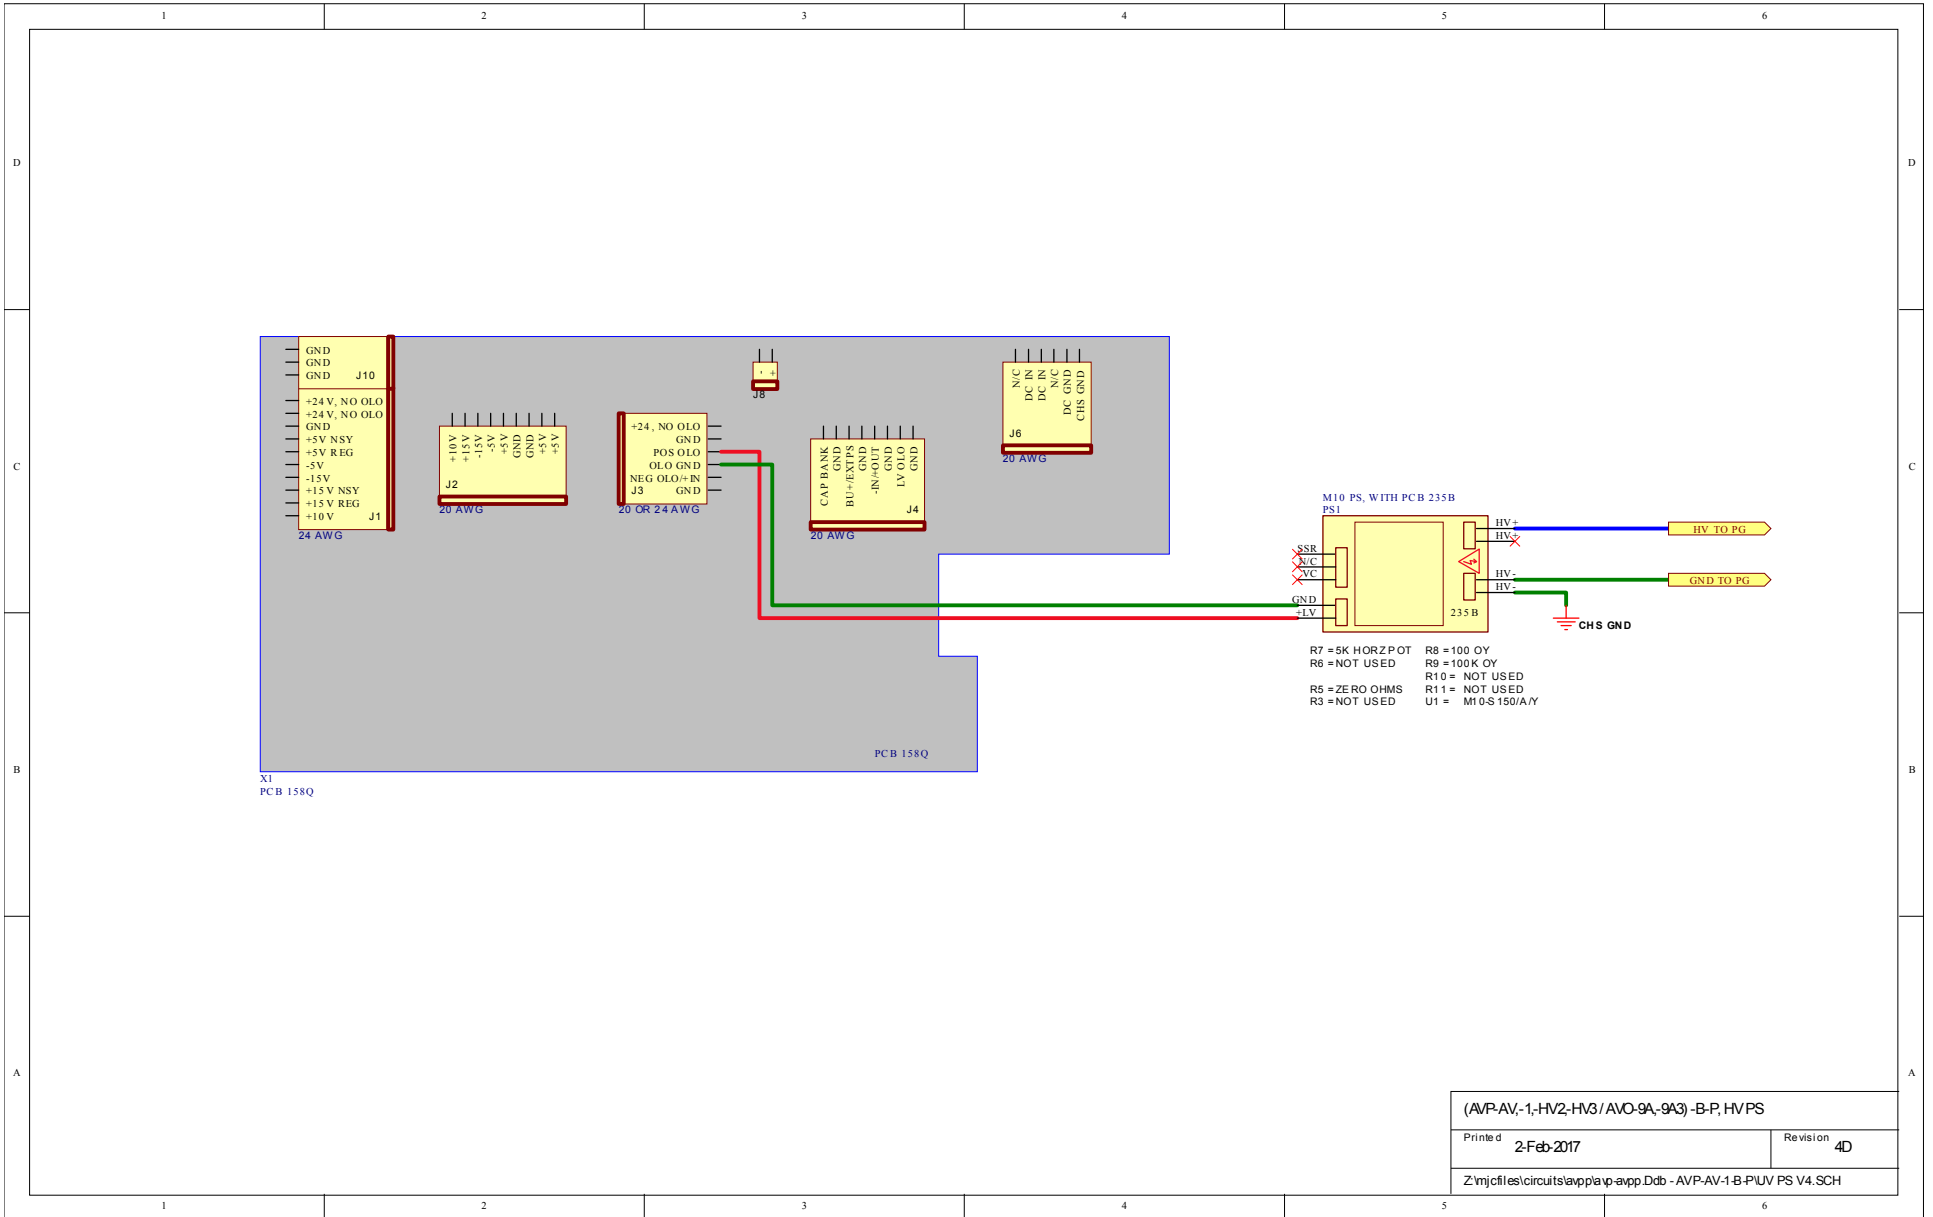 1 2 3 4 5 6
D D
GND
GND
GND J10
+24 V, NO OLO
+24 V, NO OLO
GND
+5V NSY
+5V REG
-5V
-15V
+15V NSY
+15V REG
+10V J1
24 AWG
+10V
+15V
-15V
-5V
+5V
GND
GND
+5V
+5V
J2
20 AWG
+24, NO OLO
GND
POS OLO
OLO GND
NEG OLO/+IN
J3 GND
20 OR 24 AWG
- +
J8
CAP BANK
GND
BU+/EXTPS
GND
-IN/+OUT
GND
LV OLO
GND
J4
20 AWG
N/C
DC IN
DC IN
N/C
DC GND
CHS GND
J6
20 AWG
C C
M10 PS, WITH PCB 235B
PS1
SSR
N/C
VC
GND
+LV
HV+
HV+
HV-
HV-
235B
HV TO PG
GND TO PG
CHS GND
R7 = 5K HORZ POT R8 = 100 OY
R6 = NOT USED R9 = 100K OY
R10 = NOT USED
R5 = ZERO OHMS R11 = NOT USED
R3 = NOT USED U1 = M10-S150/A/Y
PCB 158Q
X1
PCB 158Q
B B
A A
(AVP-AV,-1,-HV2,-HV3 / AVO-9A,-9A3) -B-P, HV PS
Printed 2-Feb-2017 Revision 4D
Z:\mjcfiles\circuits\avpp\avp-avpp.Ddb - AVP-AV-1-B-P\UV PS V4.SCH
1 2 3 4 5 6